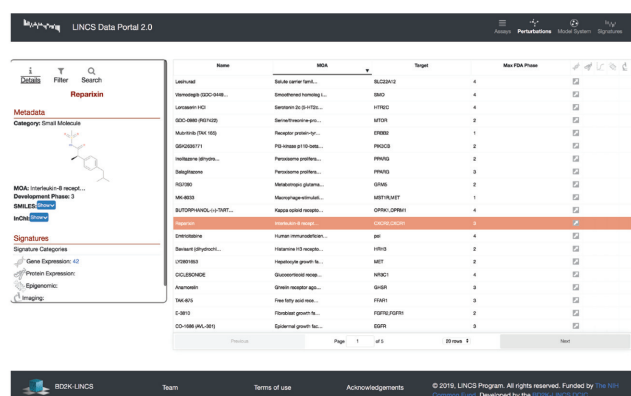 LINCS Data Portal 2.0
Assays Perturbations Model System Signatures
Details Filter Search
Reparixin
Metadata
Category: Small Molecule
MOA: Interleukin-8 recept...
Development Phase: 3
SMILES: Show
InChI: Show
Signatures
Signature Categories
Gene Expression: 42
Protein Expression:
Epigenomic:
Imaging:
Name MOA Target Max FDA Phase
Lesinurad Solute carrier famil... SLC22A12 4
Vismodegib (GDC-0449... Smoothened homolog (... SMO 4
Lorcaserin HCl Serotonin 2c (5-HT2c... HTR2C 4
GDC-0980 (RG7422) Serine/threonine-pro... MTOR 2
Mubritinib (TAK 165) Receptor protein-tyr... ERBB2 1
GSK2636771 PI3-kinase p110-beta... PIK3CB 2
Inolitazone dihydro... Peroxisome prolifera... PPARG 2
Balaglitazone Peroxisome prolifera... PPARG 3
RG7090 Metabotropic glutama... GRM5 2
MK-8033 Macrophage-stimulati... MST1R,MET 1
BUTORPHANOL-(+)-TART... Kappa opioid recepto... OPRK1,OPRM1 4
Reparixin Interleukin-8 recept... CXCR2,CXCR1 3
Emtricitabine Human immunodeficien... pol 4
Bavisant (dihydrochl... Histamine H3 recepto... HRH3 2
LY2801653 Hepatocyte growth fa... MET 2
CICLESONIDE Glucocorticoid recep... NR3C1 4
Anamorelin Ghrelin receptor ago... GHSR 3
TAK-875 Free fatty acid rece... FFAR1 3
E-3810 Fibroblast growth fa... FGFR2,FGFR1 2
CO-1686 (AVL-301) Epidermal growth fac... EGFR 3
Previous Page 1 of 5 20 rows Next
BD2K-LINCS Team Terms of use Acknowledgements © 2019, LINCS Program. All rights reserved. Funded by The NIH
Common Fund. Developed by the BD2K-LINCS DCIC